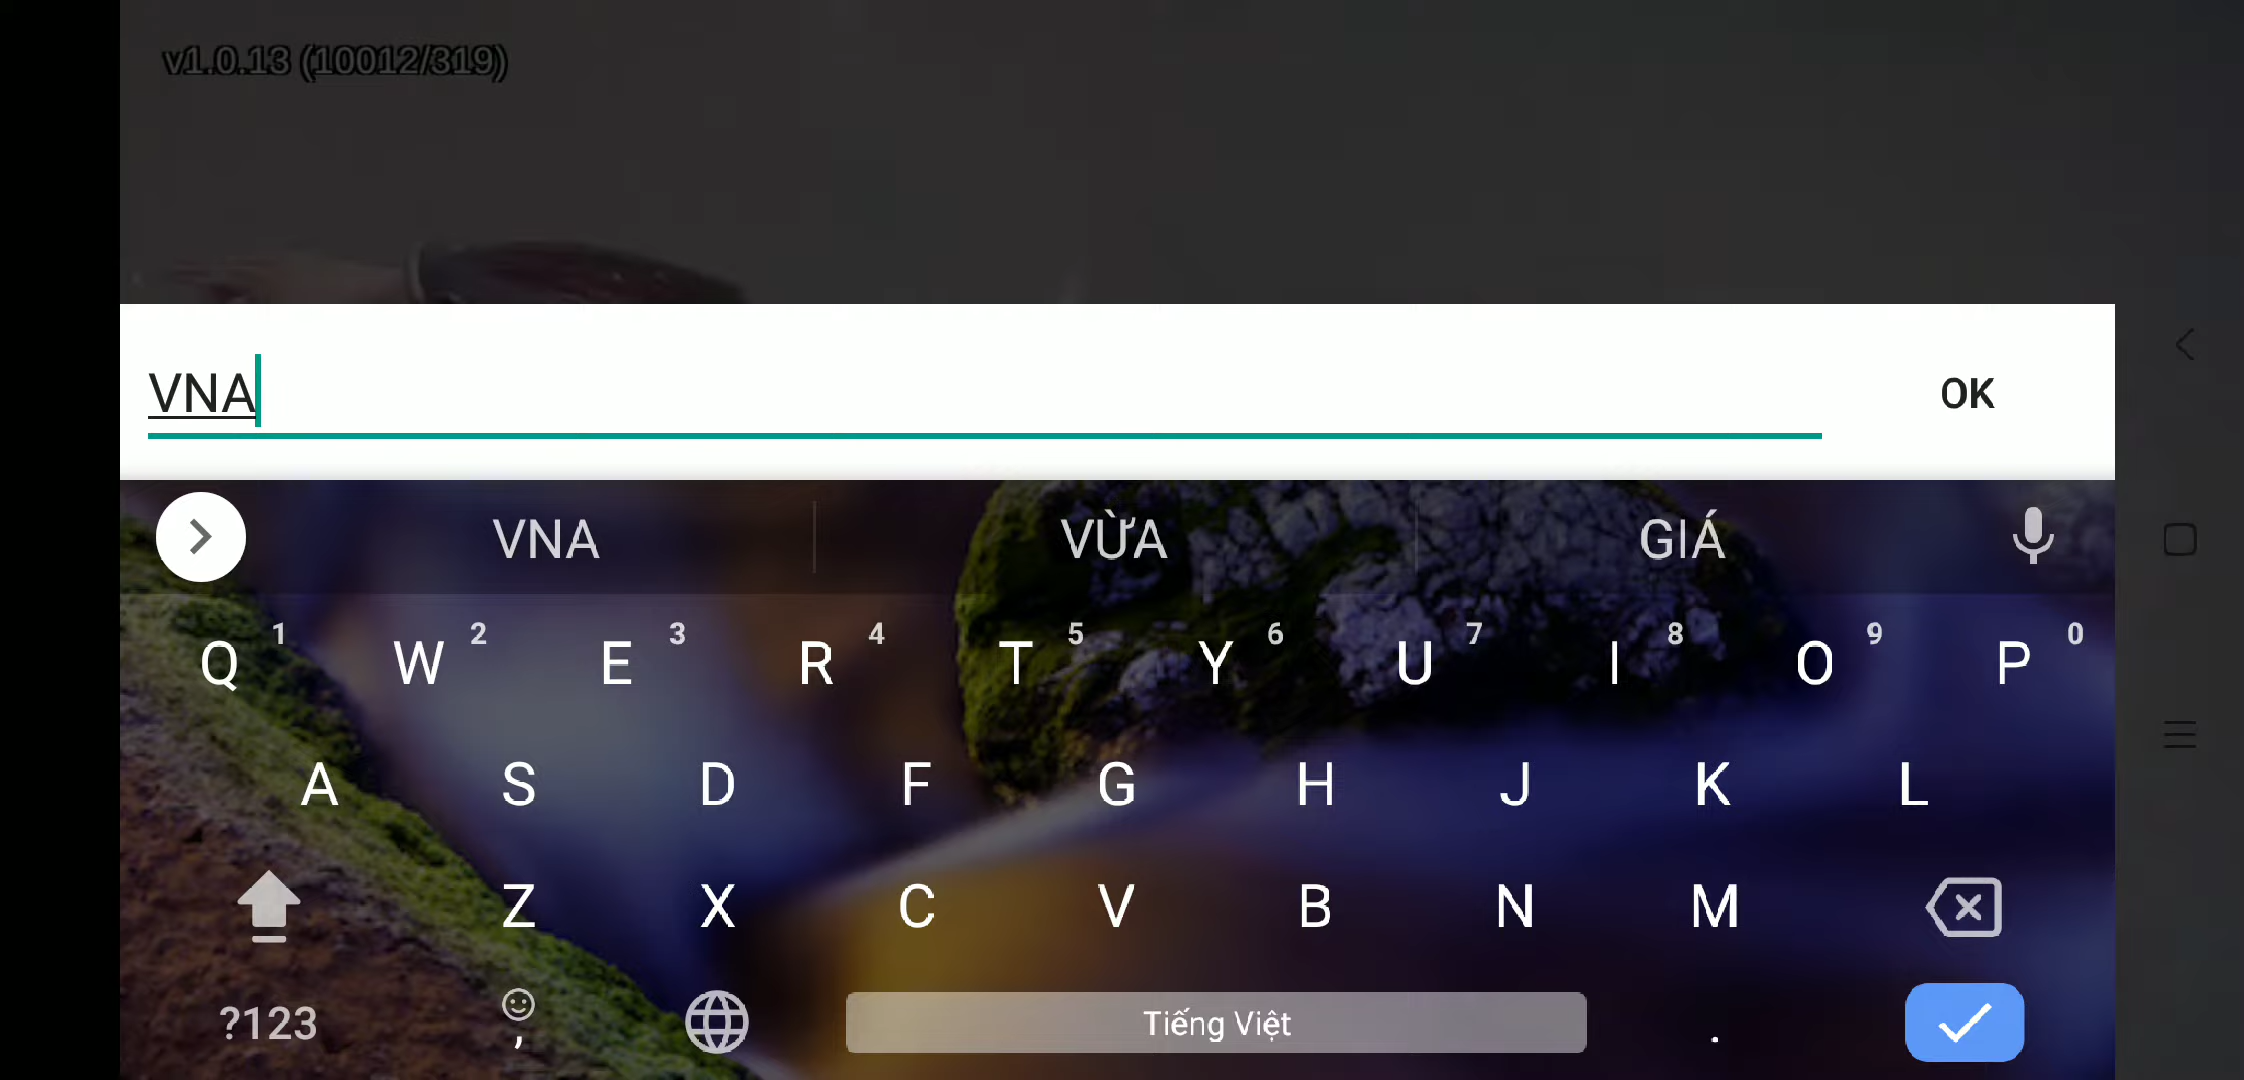 v1.0.13 (10012/319)
VNA
OK
VNA VỪA GIÁ
Q 1 W 2 E 3 R 4 T 5 Y 6 U 7 I 8 O 9 P 0
A S D F G H J K L
Z X C V B N M
?123 , Tiếng Việt .